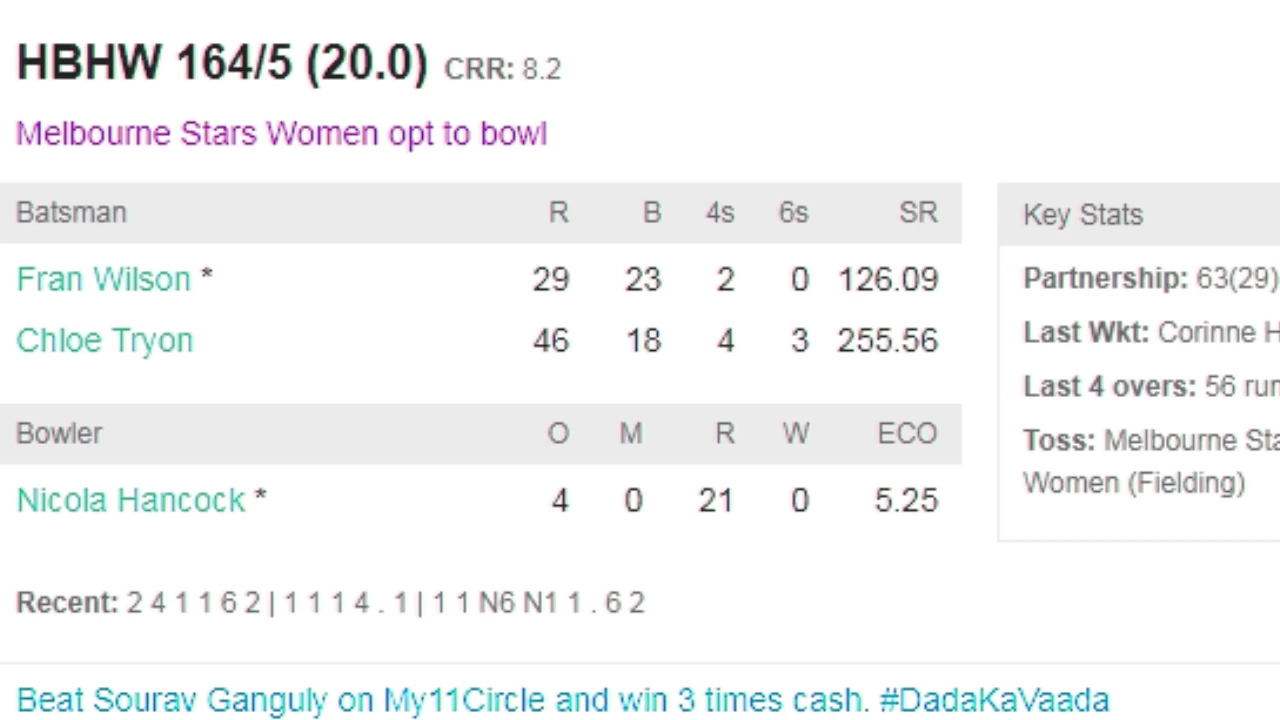 HBHW 164/5 (20.0) CRR: 8.2
Melbourne Stars Women opt to bowl
Batsman R B 4s 6s SR
Fran Wilson * 29 23 2 0 126.09
Chloe Tryon 46 18 4 3 255.56
Bowler O M R W ECO
Nicola Hancock * 4 0 21 0 5.25
Recent: 2 4 1 1 6 2 | 1 1 1 4 . 1 | 1 1 N6 N1 1 . 6 2
Key Stats
Partnership: 63(29)
Last Wkt: Corinne H
Last 4 overs: 56 run
Toss: Melbourne Sta
Women (Fielding)
Beat Sourav Ganguly on My11Circle and win 3 times cash. #DadaKaVaada